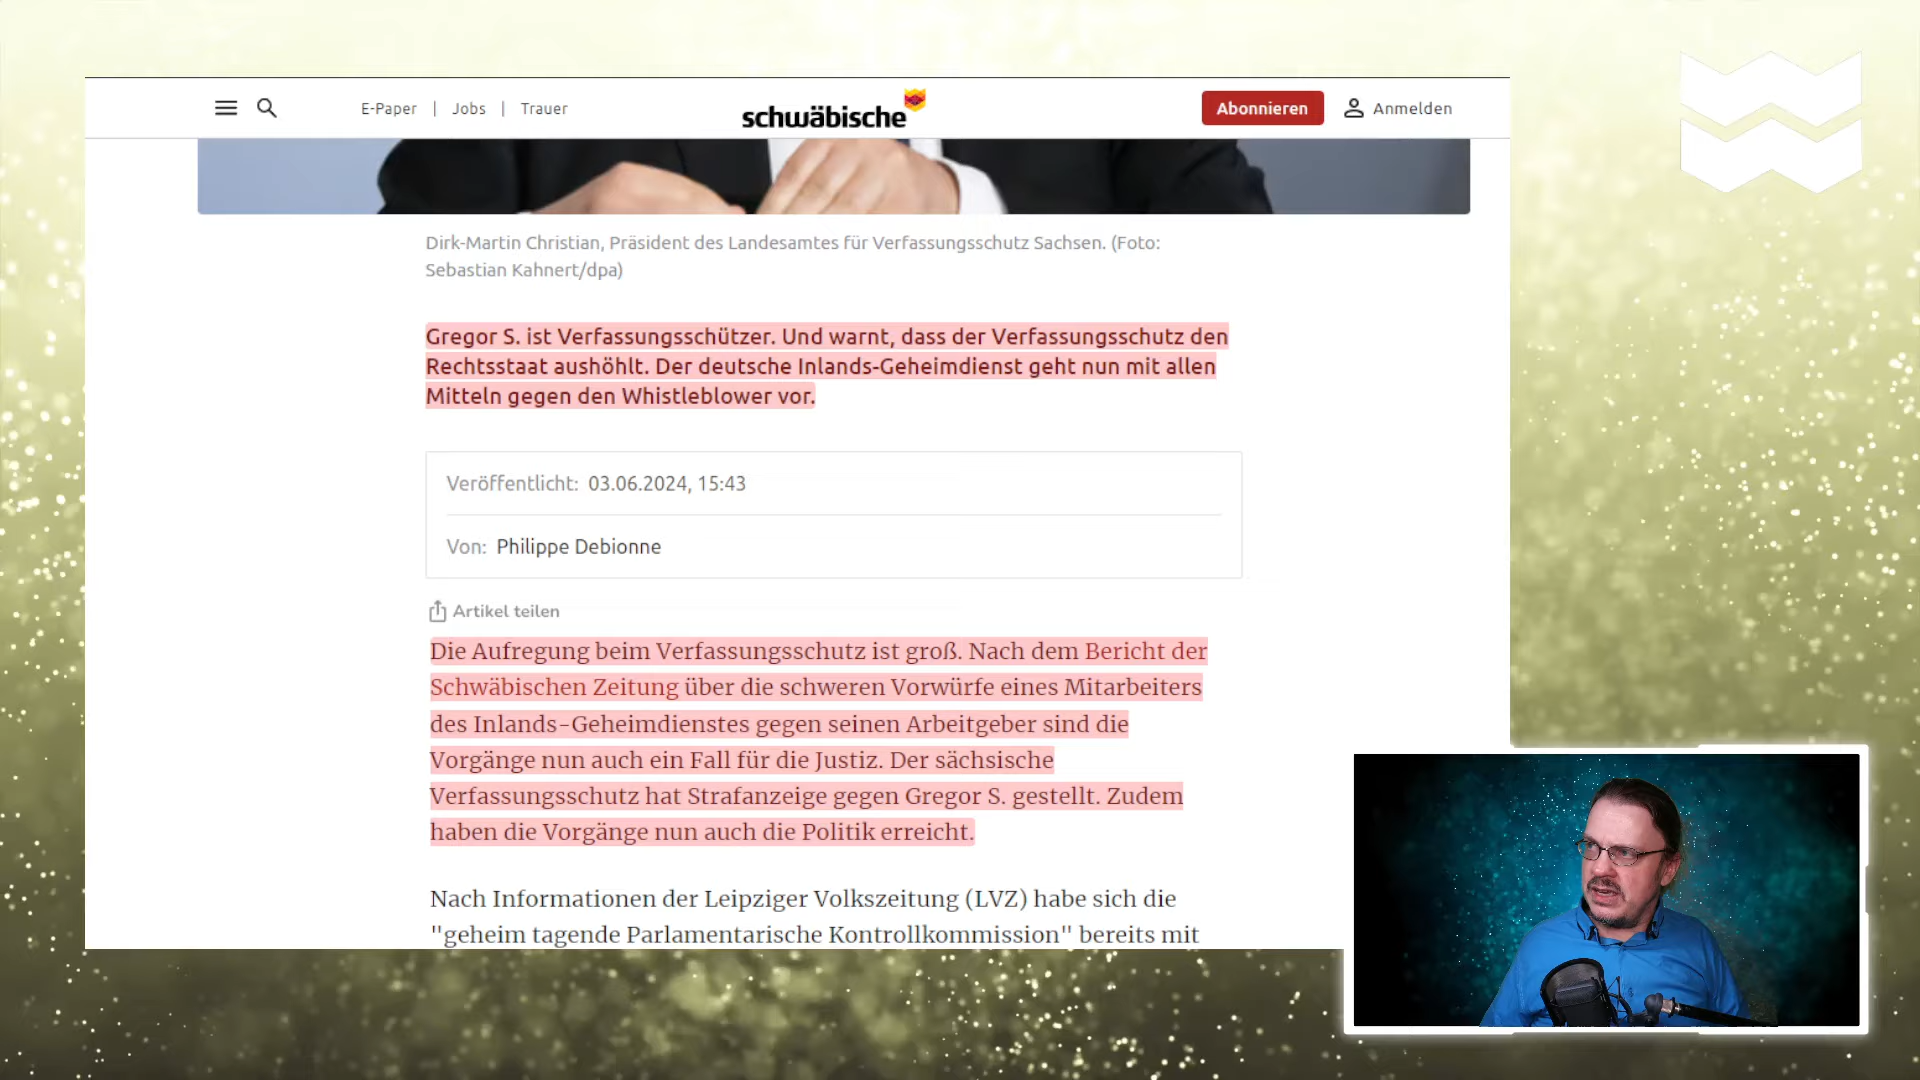 E-Paper | Jobs | Trauer
schwäbische
Abonnieren
Anmelden
Dirk-Martin Christian, Präsident des Landesamtes für Verfassungsschutz Sachsen. (Foto:
Sebastian Kahnert/dpa)
Gregor S. ist Verfassungsschützer. Und warnt, dass der Verfassungsschutz den
Rechtsstaat aushöhlt. Der deutsche Inlands-Geheimdienst geht nun mit allen
Mitteln gegen den Whistleblower vor.
Veröffentlicht: 03.06.2024, 15:43
Von: Philippe Debionne
Artikel teilen
Die Aufregung beim Verfassungsschutz ist groß. Nach dem Bericht der
Schwäbischen Zeitung über die schweren Vorwürfe eines Mitarbeiters
des Inlands-Geheimdienstes gegen seinen Arbeitgeber sind die
Vorgänge nun auch ein Fall für die Justiz. Der sächsische
Verfassungsschutz hat Strafanzeige gegen Gregor S. gestellt. Zudem
haben die Vorgänge nun auch die Politik erreicht.
Nach Informationen der Leipziger Volkszeitung (LVZ) habe sich die
"geheim tagende Parlamentarische Kontrollkommission" bereits mit